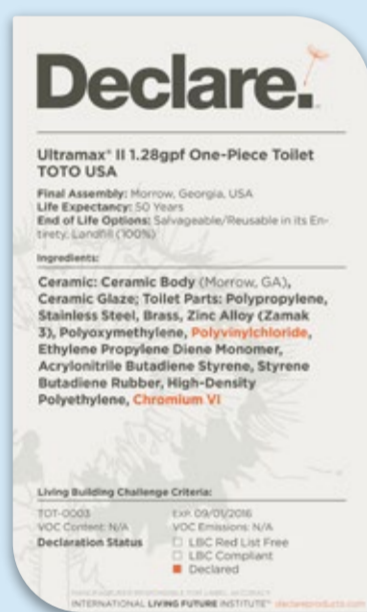 Declare.
Ultramax® II 1.28gpf One-Piece Toilet
TOTO USA
Final Assembly: Morrow, Georgia, USA
Life Expectancy: 50 Years
End of Life Options: Salvageable/Reusable in its En-
tirety, Landfill (100%)
Ingredients:
Ceramic: Ceramic Body (Morrow, GA),
Ceramic Glaze; Toilet Parts: Polypropylene,
Stainless Steel, Brass, Zinc Alloy (Zamak
3), Polyoxymethylene, Polyvinylchloride,
Ethylene Propylene Diene Monomer,
Acrylonitrile Butadiene Styrene, Styrene
Butadiene Rubber, High-Density
Polyethylene, Chromium VI
Living Building Challenge Criteria:
TOT-0003 Exp. 09/01/2016
VOC Content: N/A VOC Emissions: N/A
Declaration Status LBC Red List Free
LBC Compliant
Declared
INTERNATIONAL LIVING FUTURE INSTITUTE™ declareproducts.com